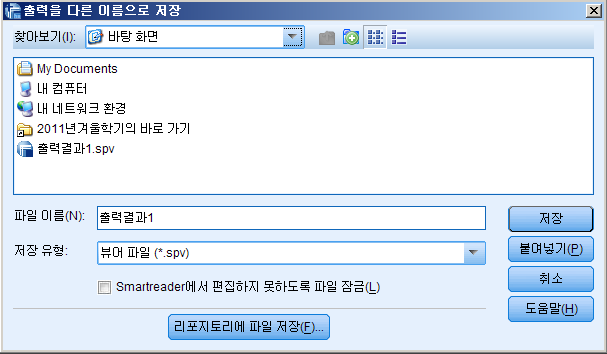 출력을 다른 이름으로 저장
찾아보기(I): 바탕 화면
My Documents
내 컴퓨터
내 네트워크 환경
2011년겨울학기의 바로 가기
출력결과1.spv
파일 이름(N): 출력결과1
저장
저장 유형: 뷰어 파일 (*.spv)
붙여넣기(P)
Smartreader에서 편집하지 못하도록 파일 잠금(L)
취소
도움말(H)
리포지토리에 파일 저장(F)...